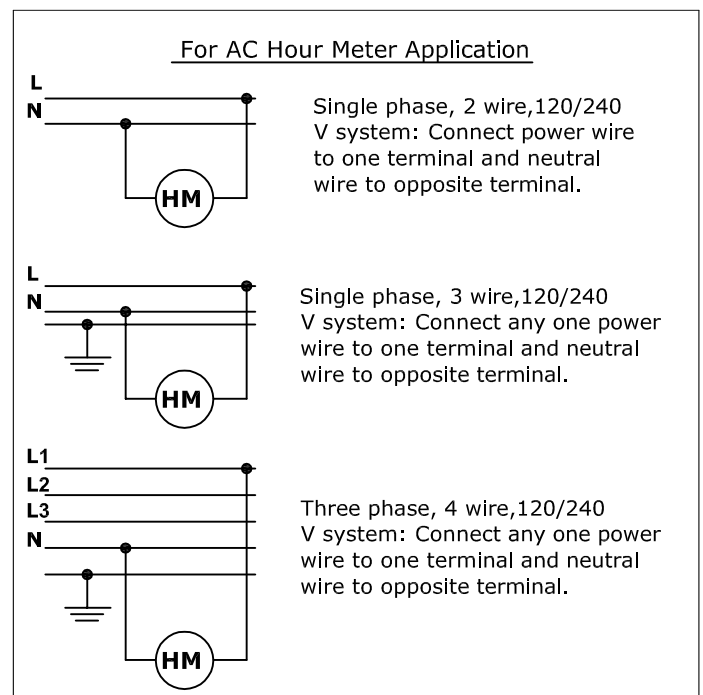 For AC Hour Meter Application
L
N
HM
Single phase, 2 wire,120/240
V system: Connect power wire
to one terminal and neutral
wire to opposite terminal.
L
N
HM
Single phase, 3 wire,120/240
V system: Connect any one power
wire to one terminal and neutral
wire to opposite terminal.
L1
L2
L3
N
HM
Three phase, 4 wire,120/240
V system: Connect any one power
wire to one terminal and neutral
wire to opposite terminal.